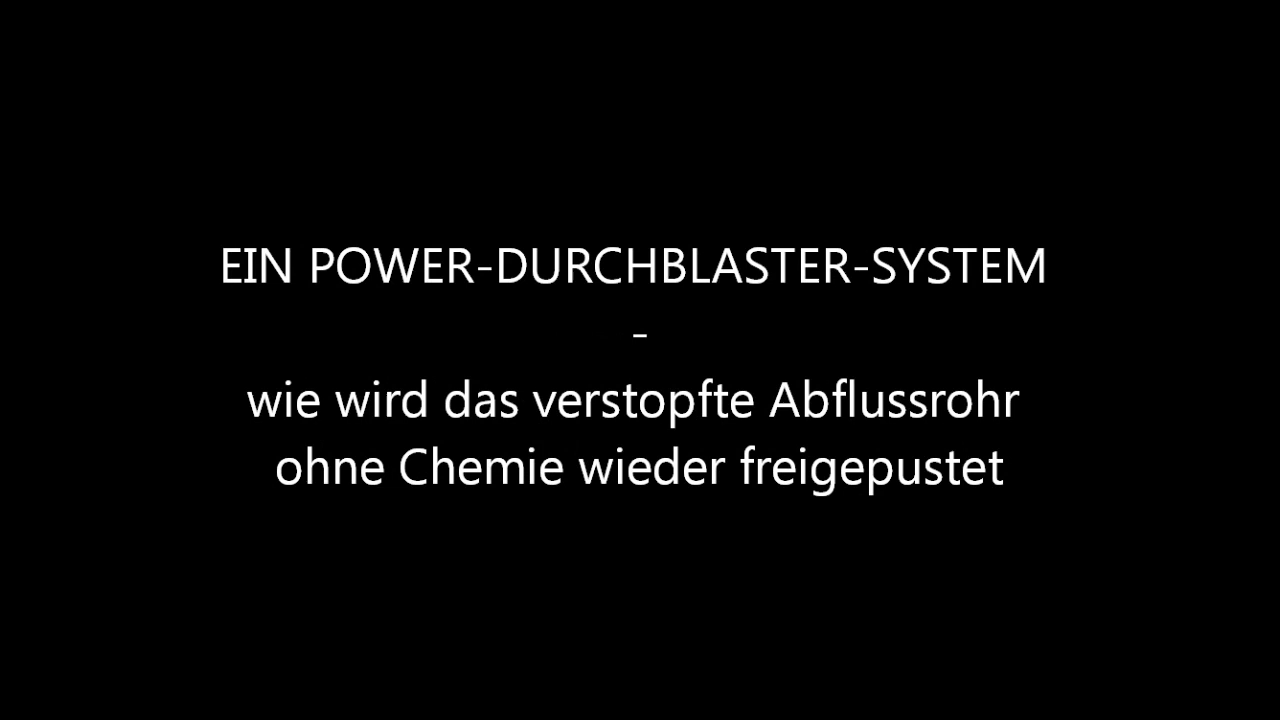 EIN POWER-DURCHBLASTER-SYSTEM
-
wie wird das verstopfte Abflussrohr
ohne Chemie wieder freigepustet